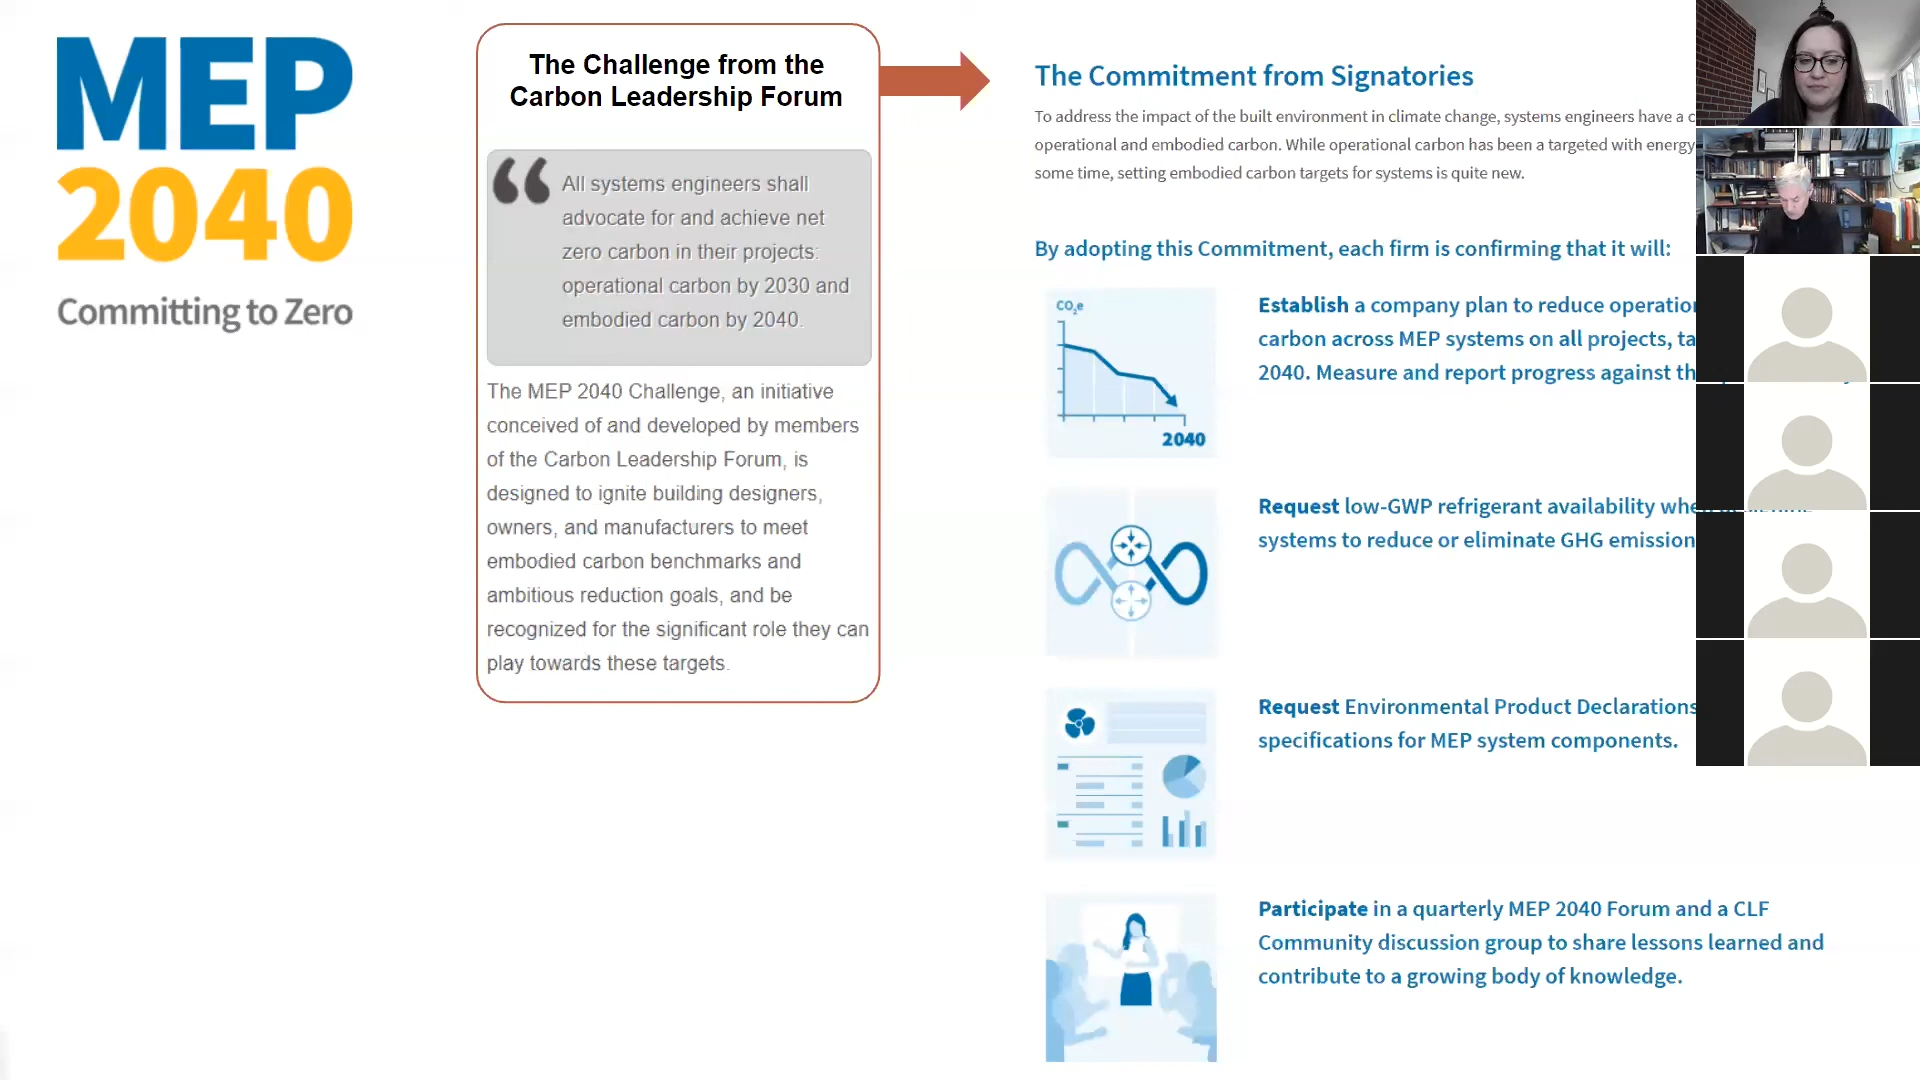 MEP
2040
Committing to Zero
The Challenge from the
Carbon Leadership Forum
All systems engineers shall
advocate for and achieve net
zero carbon in their projects:
operational carbon by 2030 and
embodied carbon by 2040.
The MEP 2040 Challenge, an initiative
conceived of and developed by members
of the Carbon Leadership Forum, is
designed to ignite building designers,
owners, and manufacturers to meet
embodied carbon benchmarks and
ambitious reduction goals, and be
recognized for the significant role they can
play towards these targets.
The Commitment from Signatories
To address the impact of the built environment in climate change, systems engineers have a
operational and embodied carbon. While operational carbon has been a targeted with energy
some time, setting embodied carbon targets for systems is quite new.
By adopting this Commitment, each firm is confirming that it will:
CO₂e
2040
Establish a company plan to reduce
carbon across MEP systems on all projects,
2040. Measure and report progress against
Request low-GWP refrigerant availability
systems to reduce or eliminate GHG
Request Environmental Product Declarations
specifications for MEP system components.
Participate in a quarterly MEP 2040 Forum and a CLF
Community discussion group to share lessons learned and
contribute to a growing body of knowledge.